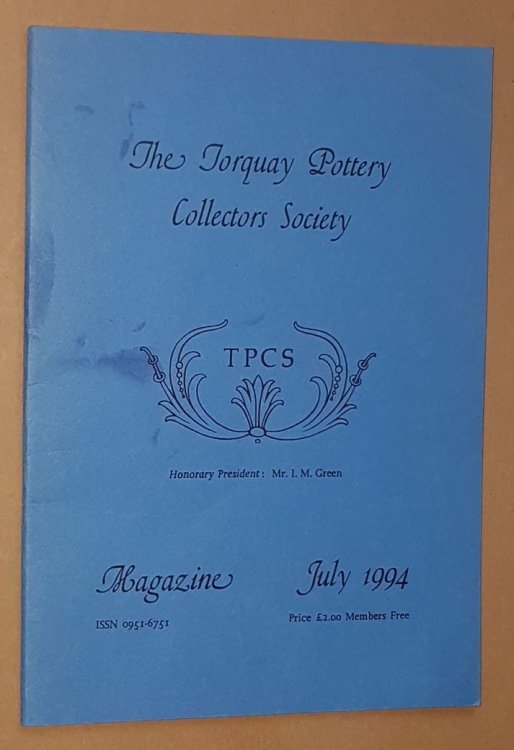 The Torquay Pottery
Collectors Society
TPCS
Honorary President: Mr. I. M. Green
Magazine July 1994
ISSN 0951-6751 Price £2.00 Members Free